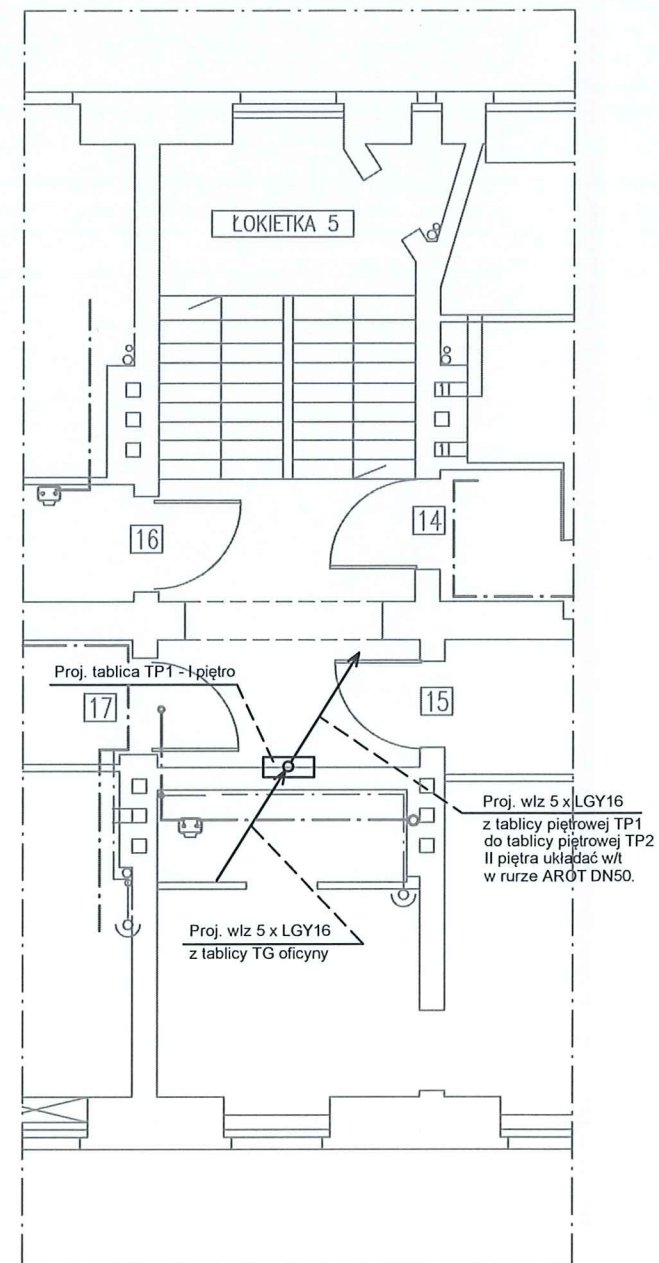 ŁOKIETKA 5
16
14
Proj. tablica TP1 - I piętro
17
15
Proj. wlz 5 x LGY16
z tablicy piętrowej TP1
do tablicy piętrowej TP2
II piętra układać w/t
w rurze AROT DN50.
Proj. wlz 5 x LGY16
z tablicy TG oficyny